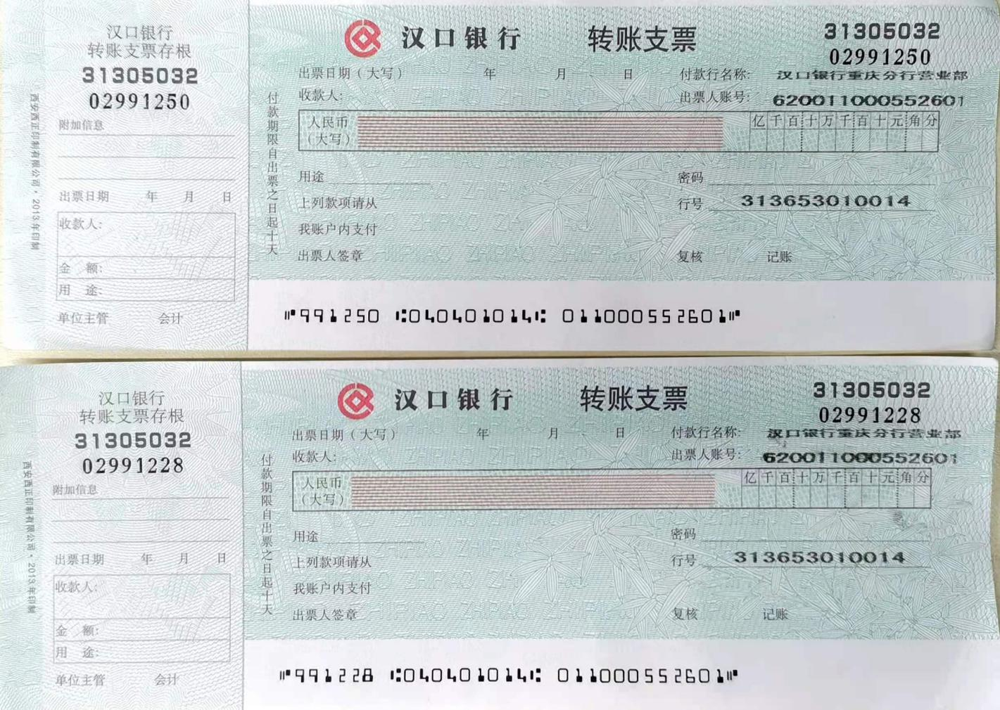 汉口银行
转账支票存根
31305032
02991250
附加信息
出票日期 年 月 日
收款人:
金 额:
用 途:
单位主管 会计
西安西正印制有限公司·2013年印制
汉口银行 转账支票
31305032
02991250
出票日期(大写) 年 月 日 付款行名称: 汉口银行重庆分行营业部
收款人: 出票人账号: 620011000552601
付款期限自出票之日起十天
人民币
(大写)
亿千百十万千百十元角分
用途 密码
上列款项请从 行号 313653010014
我账户内支付
出票人签章 复核 记账
⑈991250 ⑆040401014⑆ 011000552601⑈
汉口银行
转账支票存根
31305032
02991228
附加信息
出票日期 年 月 日
收款人:
金 额:
用 途:
单位主管 会计
西安西正印制有限公司·2013年印制
汉口银行 转账支票
31305032
02991228
出票日期(大写) 年 月 日 付款行名称: 汉口银行重庆分行营业部
收款人: 出票人账号: 620011000552601
付款期限自出票之日起十天
人民币
(大写)
亿千百十万千百十元角分
用途 密码
上列款项请从 行号 313653010014
我账户内支付
出票人签章 复核 记账
⑈991228 ⑆040401014⑆ 011000552601⑈